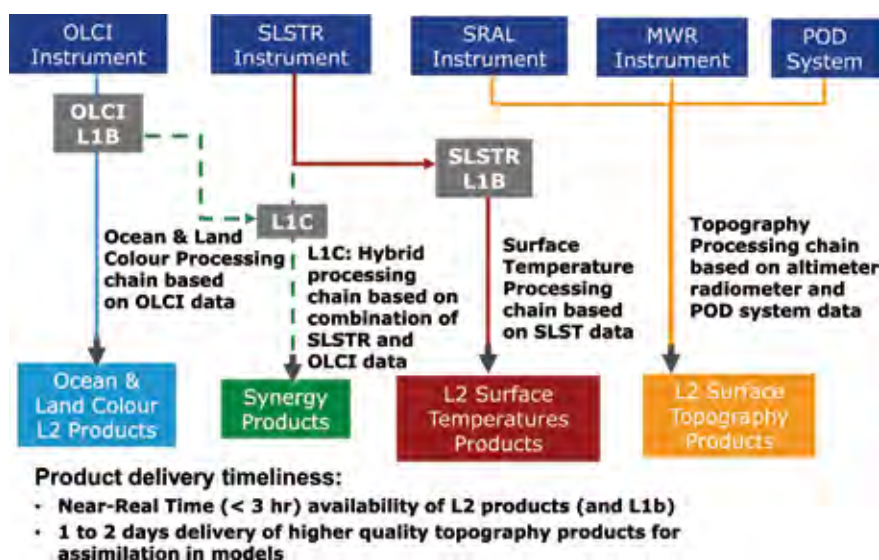 OLCI
Instrument
SLSTR
Instrument
SRAL
Instrument
MWR
Instrument
POD
System
OLCI
L1B
SLSTR
L1B
L1C
Ocean & Land
Colour Processing
chain based
on OLCI data
L1C: Hybrid
processing
chain based on
combination of
SLSTR and
OLCI data
Surface
Temperature
Processing
chain based
on SLST data
Topography
Processing chain
based on altimeter
radiometer and
POD system data
Ocean &
Land Colour
L2 Products
Synergy
Products
L2 Surface
Temperatures
Products
L2 Surface
Topography
Products
Product delivery timeliness:
• Near-Real Time (< 3 hr) availability of L2 products (and L1b)
• 1 to 2 days delivery of higher quality topography products for
assimilation in models